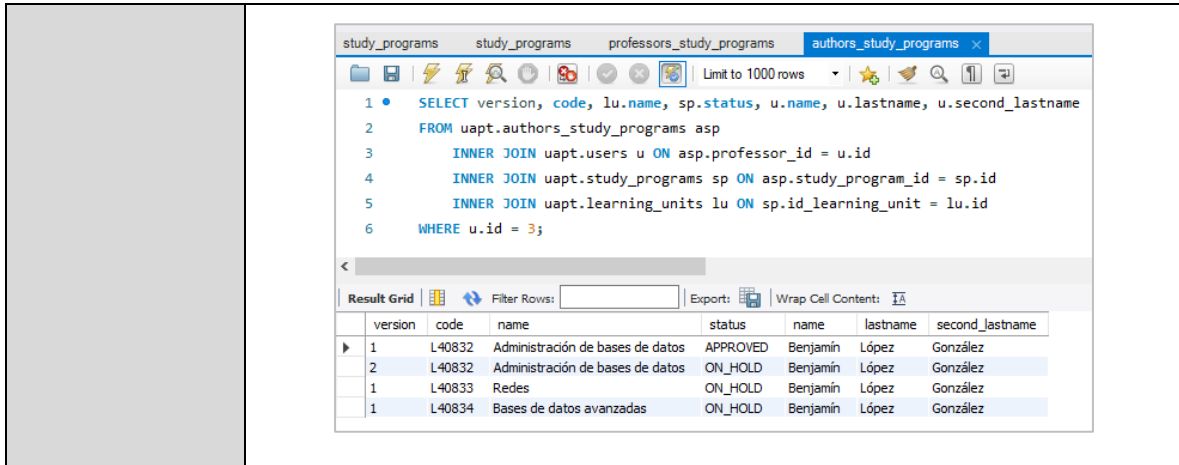 study_programs study_programs professors_study_programs authors_study_programs ×
Limit to 1000 rows
1 SELECT version, code, lu.name, sp.status, u.name, u.lastname, u.second_lastname
2 FROM uapt.authors_study_programs asp
3 INNER JOIN uapt.users u ON asp.professor_id = u.id
4 INNER JOIN uapt.study_programs sp ON asp.study_program_id = sp.id
5 INNER JOIN uapt.learning_units lu ON sp.id_learning_unit = lu.id
6 WHERE u.id = 3;
Result Grid Filter Rows: Export: Wrap Cell Content: IA
version code name status name lastname second_lastname
1 L40832 Administración de bases de datos APPROVED Benjamín López González
2 L40832 Administración de bases de datos ON_HOLD Benjamín López González
1 L40833 Redes ON_HOLD Benjamín López González
1 L40834 Bases de datos avanzadas ON_HOLD Benjamín López González